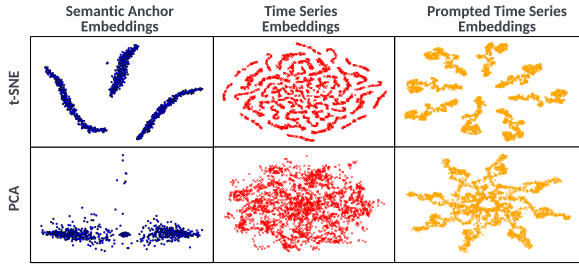 Semantic Anchor
Embeddings
Time Series
Embeddings
Prompted Time Series
Embeddings
t-SNE
PCA